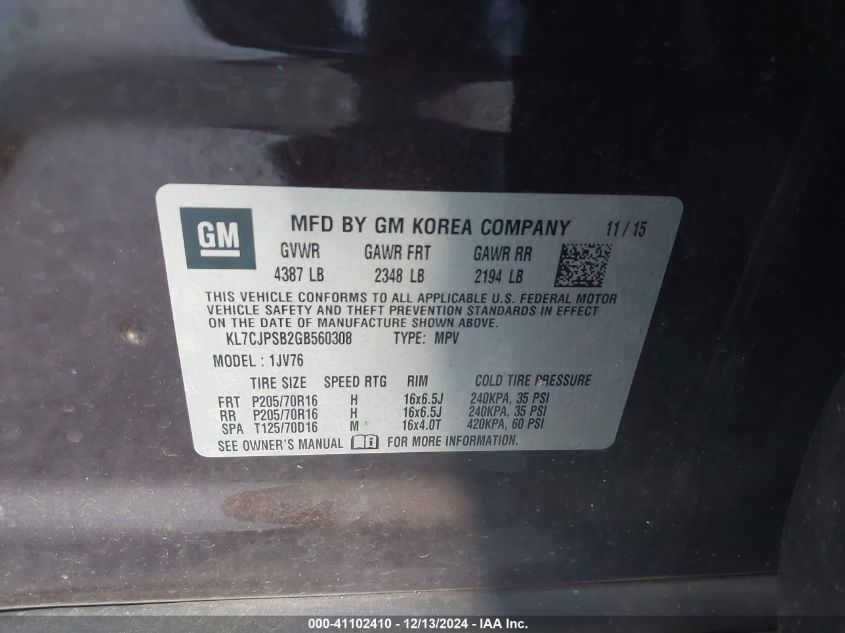 GM
MFD BY GM KOREA COMPANY 11 / 15
GVWR GAWR FRT GAWR RR
4387 LB 2348 LB 2194 LB
THIS VEHICLE CONFORMS TO ALL APPLICABLE U.S. FEDERAL MOTOR
VEHICLE SAFETY AND THEFT PREVENTION STANDARDS IN EFFECT ON
THE DATE OF MANUFACTURE SHOWN ABOVE.
KL7CJPSB2GB560308 TYPE: MPV
MODEL : 1JV76
TIRE SIZE SPEED RTG RIM COLD TIRE PRESSURE
FRT P205/70R16 H 16x6.5J 240KPA, 35 PSI
RR P205/70R16 H 16x6.5J 240KPA, 35 PSI
SPA T125/70D16 M 16x4.0T 420KPA, 60 PSI
SEE OWNER'S MANUAL FOR MORE INFORMATION.
000-41102410 - 12/13/2024 - IAA Inc.